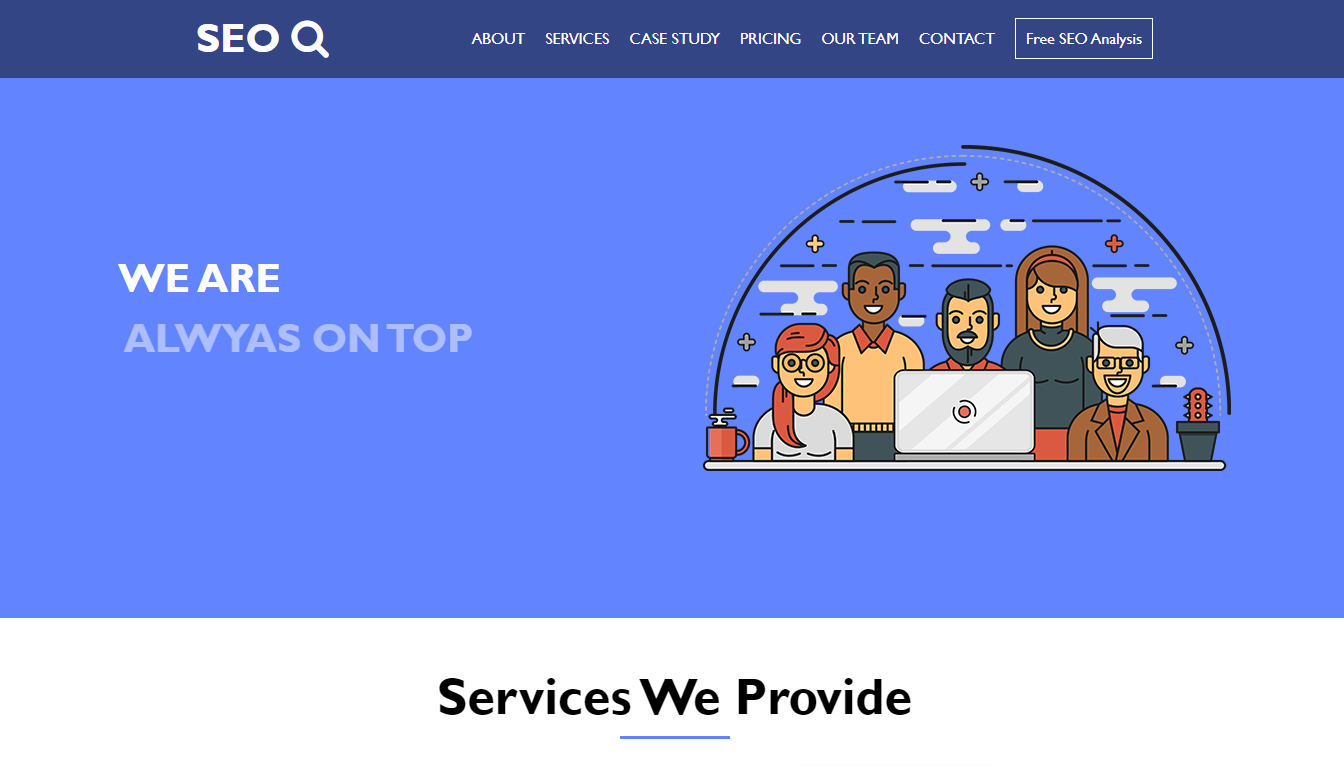 SEO
ABOUT SERVICES CASE STUDY PRICING OUR TEAM CONTACT Free SEO Analysis
WE ARE
ALWYAS ON TOP
Services We Provide